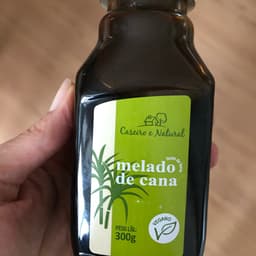 Caseiro e Natural
melado
de cana
PESO LÍQ.
300g
VEGANO